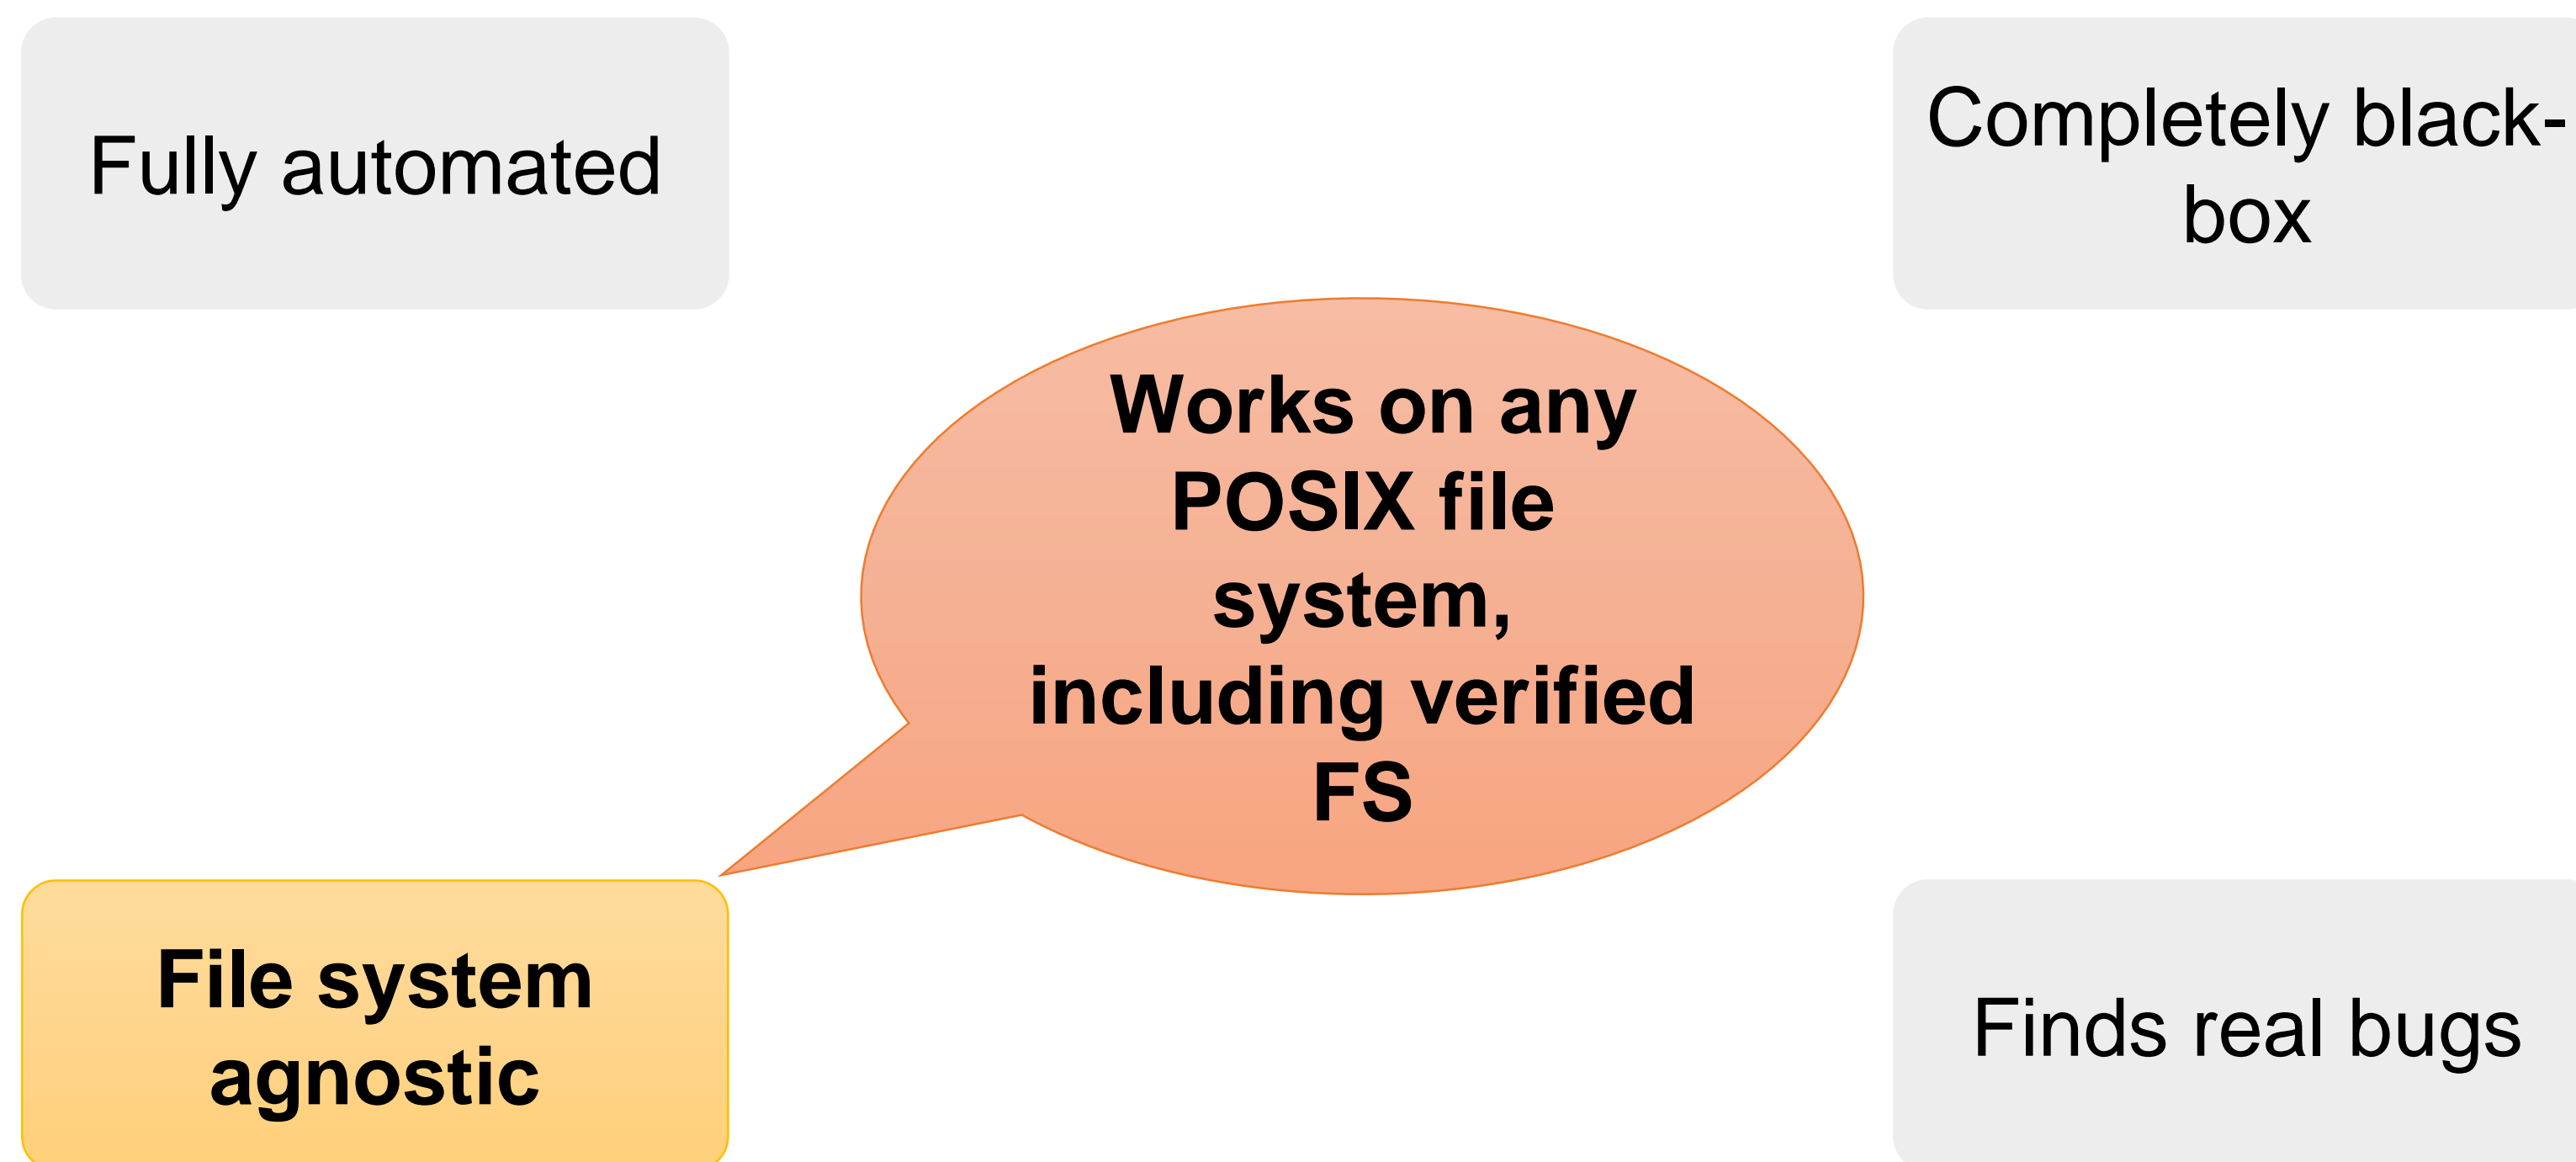 Fully automated
Completely black-
box
Works on any
POSIX file
system,
including verified
FS
File system
agnostic
Finds real bugs